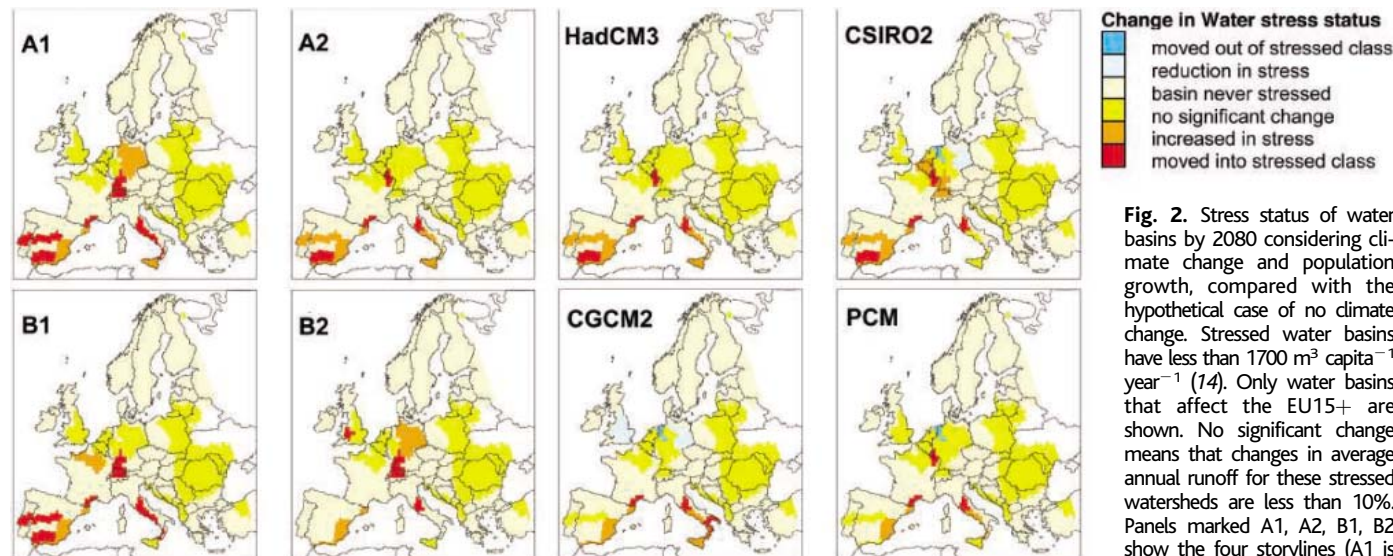 A1
A2
HadCM3
CSIRO2
B1
B2
CGCM2
PCM
Change in Water stress status
moved out of stressed class
reduction in stress
basin never stressed
no significant change
increased in stress
moved into stressed class
Fig. 2. Stress status of water
basins by 2080 considering cli-
mate change and population
growth, compared with the
hypothetical case of no climate
change. Stressed water basins
have less than 1700 m³ capita⁻¹
year⁻¹ (14). Only water basins
that affect the EU15+ are
shown. No significant change
means that changes in average
annual runoff for these stressed
watersheds are less than 10%.
Panels marked A1, A2, B1, B2
show the four storylines (A1 is